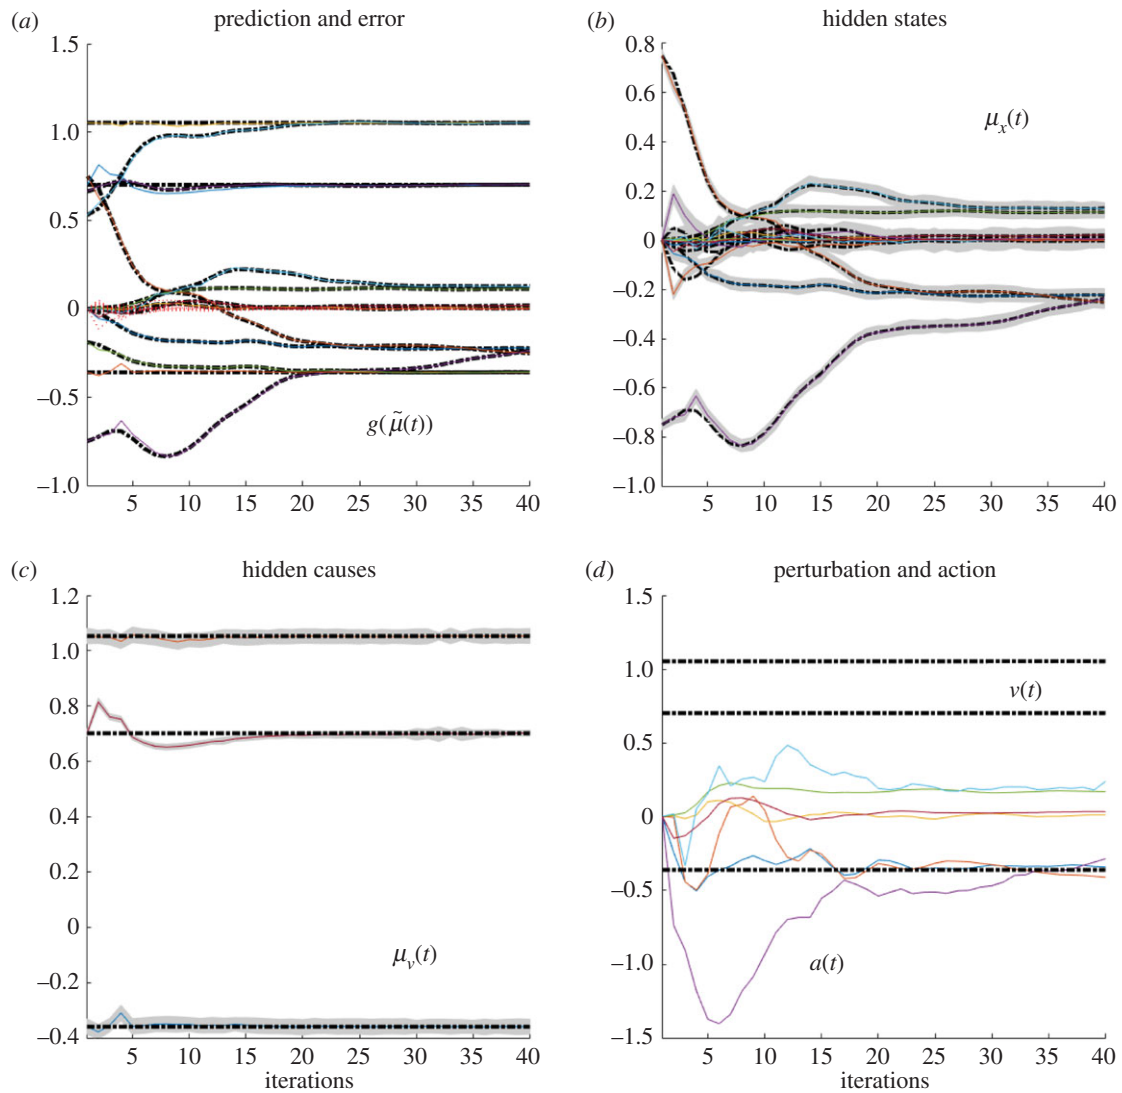 (a) prediction and error
1.5
1.0
0.5
0
–0.5
–1.0
g(μ̃(t))
5 10 15 20 25 30 35 40
(b) hidden states
0.8
0.6
0.4
0.2
0
–0.2
–0.4
–0.6
–0.8
–1.0
μx(t)
5 10 15 20 25 30 35 40
(c) hidden causes
1.2
1.0
0.8
0.6
0.4
0.2
0
–0.2
–0.4
μv(t)
5 10 15 20 25 30 35 40
iterations
(d) perturbation and action
1.5
1.0
0.5
0
–0.5
–1.0
–1.5
v(t)
a(t)
5 10 15 20 25 30 35 40
iterations